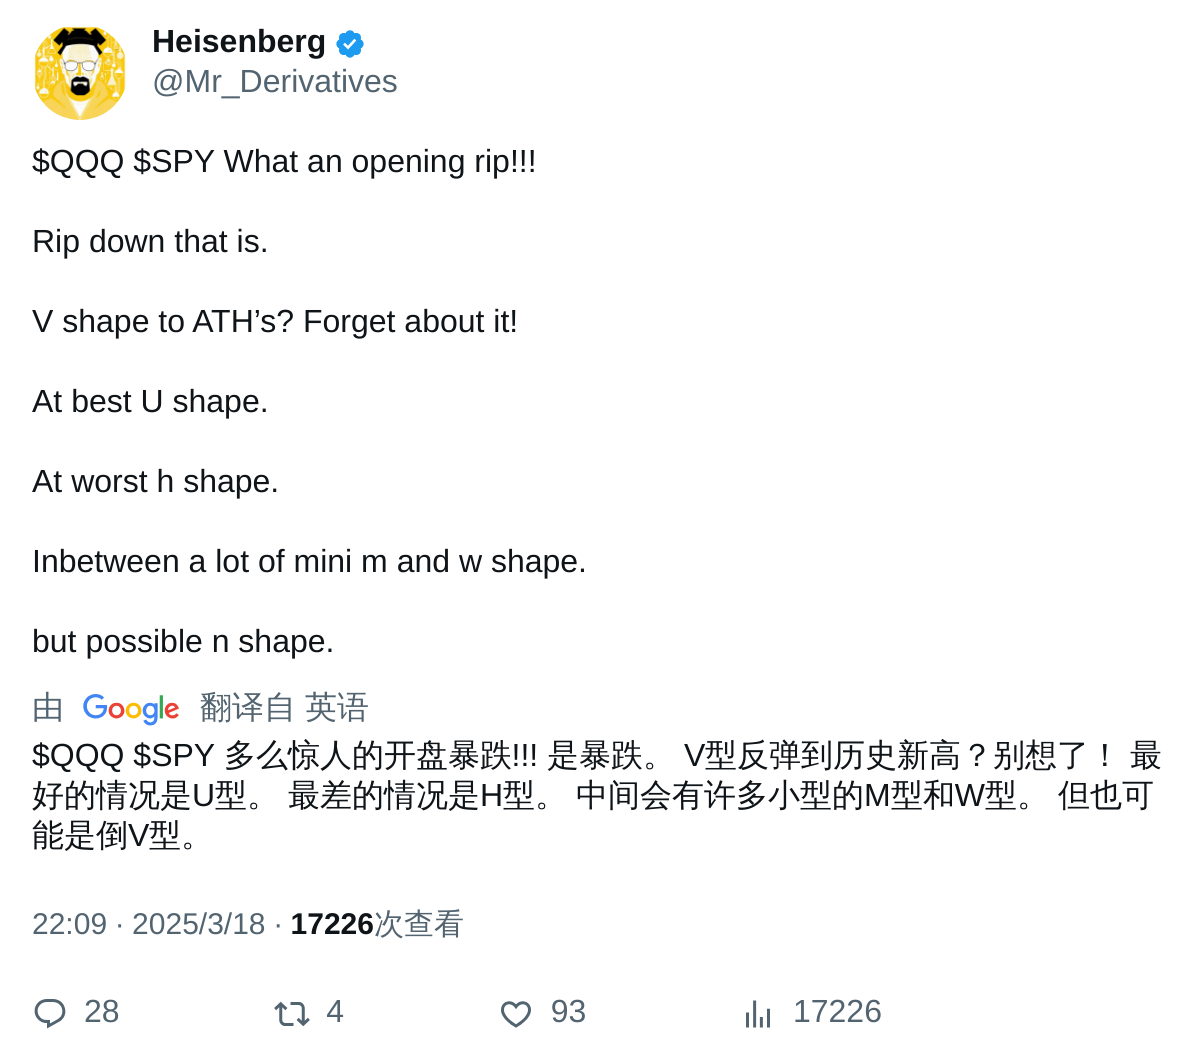 Heisenberg
@Mr_Derivatives
$QQQ $SPY What an opening rip!!!
Rip down that is.
V shape to ATH’s? Forget about it!
At best U shape.
At worst h shape.
Inbetween a lot of mini m and w shape.
but possible n shape.
由 Google 翻译自 英语
$QQQ $SPY 多么惊人的开盘暴跌!!! 是暴跌。 V型反弹到历史新高？别想了！ 最
好的情况是U型。 最差的情况是H型。 中间会有许多小型的M型和W型。 但也可
能是倒V型。
22:09 · 2025/3/18 · 17226次查看
28 4 93 17226